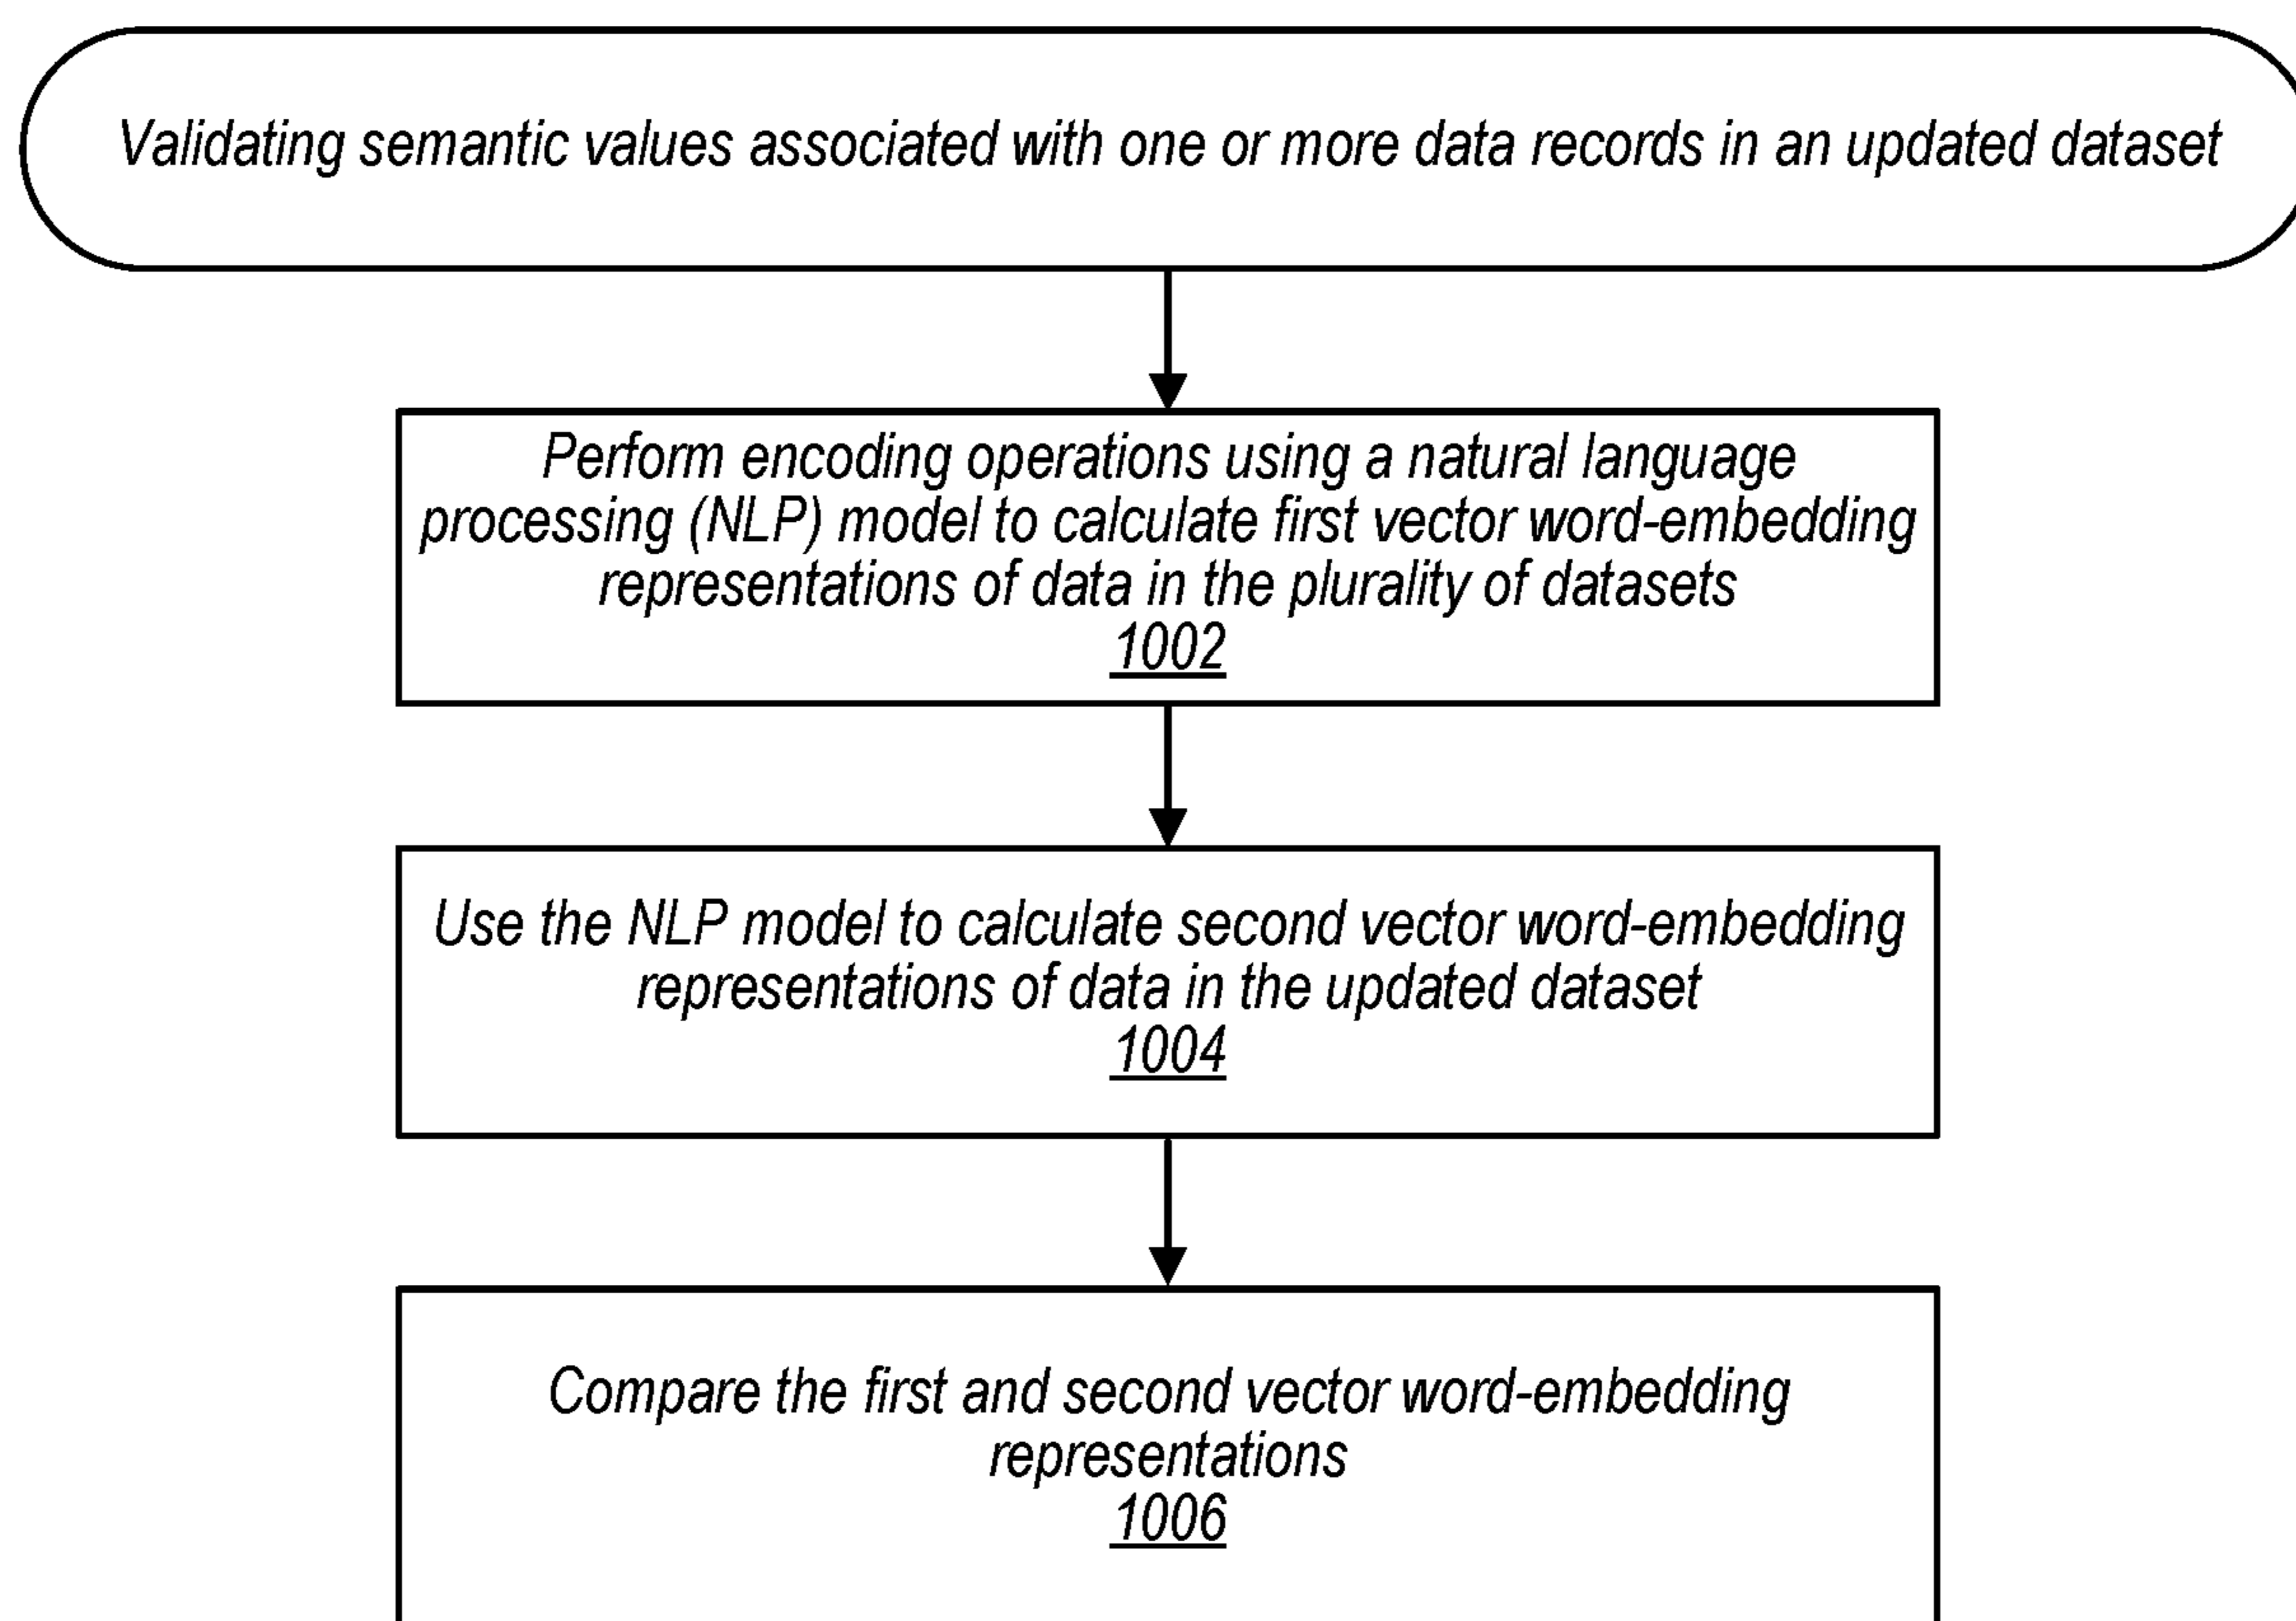 Validating semantic values associated with one or more data records in an updated dataset
Perform encoding operations using a natural language
processing (NLP) model to calculate first vector word-embedding
representations of data in the plurality of datasets
1002
Use the NLP model to calculate second vector word-embedding
representations of data in the updated dataset
1004
Compare the first and second vector word-embedding
representations
1006